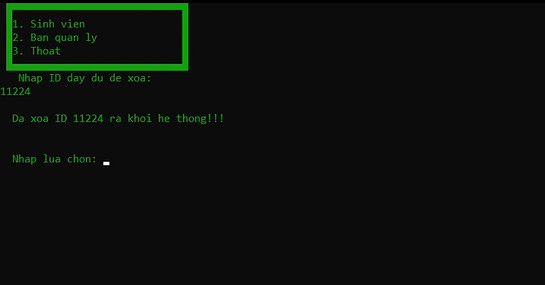 1. Sinh vien
2. Ban quan ly
3. Thoat
Nhap ID day du de xoa:
11224
Da xoa ID 11224 ra khoi he thong!!!
Nhap lua chon: